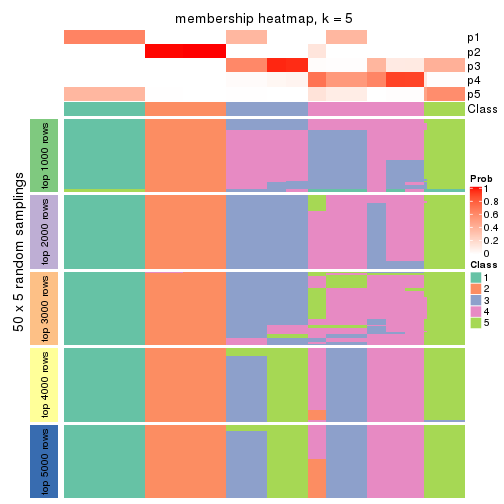 membership heatmap, k = 5
p1
p2
p3
p4
p5
Class
50 x 5 random samplings
top 1000 rows
top 2000 rows
top 3000 rows
top 4000 rows
top 5000 rows
Prob
1
0.8
0.6
0.4
0.2
0
Class
1
2
3
4
5